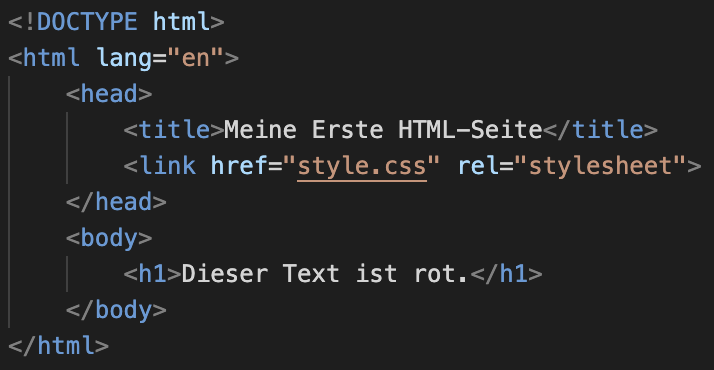 <!DOCTYPE html>
<html lang="en">
    <head>
        <title>Meine Erste HTML-Seite</title>
        <link href="style.css" rel="stylesheet">
    </head>
    <body>
        <h1>Dieser Text ist rot.</h1>
    </body>
</html>